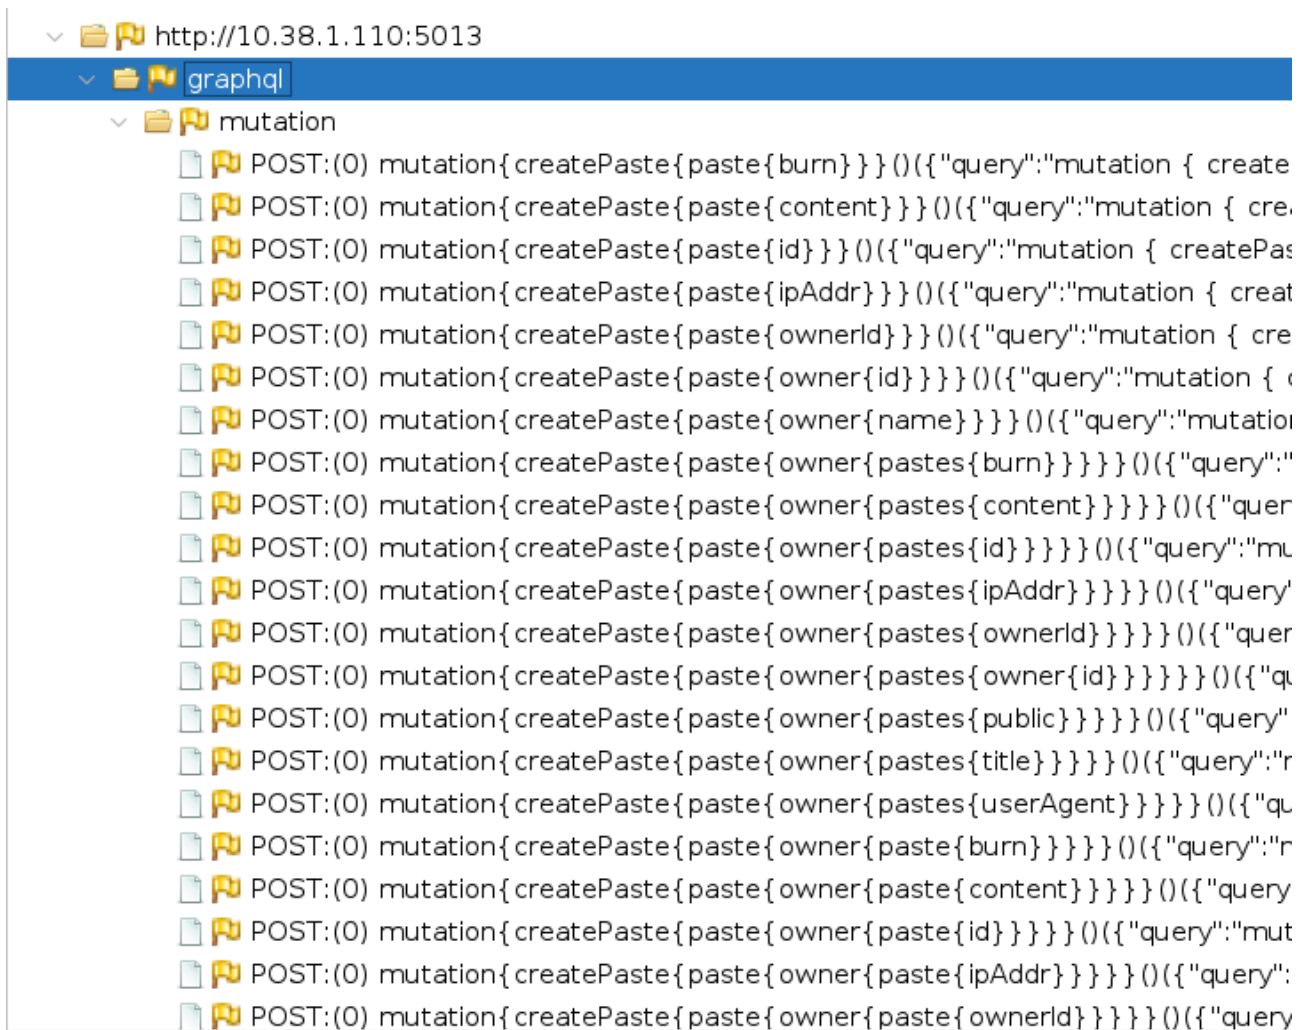 http://10.38.1.110:5013
graphql
mutation
POST:(0) mutation{createPaste{paste{burn}}}()({"query":"mutation { create
POST:(0) mutation{createPaste{paste{content}}}()({"query":"mutation { cre
POST:(0) mutation{createPaste{paste{id}}}()({"query":"mutation { createPas
POST:(0) mutation{createPaste{paste{ipAddr}}}()({"query":"mutation { creat
POST:(0) mutation{createPaste{paste{ownerId}}}()({"query":"mutation { cre
POST:(0) mutation{createPaste{paste{owner{id}}}}()({"query":"mutation {
POST:(0) mutation{createPaste{paste{owner{name}}}}()({"query":"mutation
POST:(0) mutation{createPaste{paste{owner{pastes{burn}}}}}()({"query":"
POST:(0) mutation{createPaste{paste{owner{pastes{content}}}}}()({"quer
POST:(0) mutation{createPaste{paste{owner{pastes{id}}}}}()({"query":"mu
POST:(0) mutation{createPaste{paste{owner{pastes{ipAddr}}}}}()({"query"
POST:(0) mutation{createPaste{paste{owner{pastes{ownerId}}}}}()({"quer
POST:(0) mutation{createPaste{paste{owner{pastes{owner{id}}}}}}()({"qu
POST:(0) mutation{createPaste{paste{owner{pastes{public}}}}}()({"query"
POST:(0) mutation{createPaste{paste{owner{pastes{title}}}}}()({"query":"r
POST:(0) mutation{createPaste{paste{owner{pastes{userAgent}}}}}()({"qu
POST:(0) mutation{createPaste{paste{owner{paste{burn}}}}}()({"query":"r
POST:(0) mutation{createPaste{paste{owner{paste{content}}}}}()({"query
POST:(0) mutation{createPaste{paste{owner{paste{id}}}}}()({"query":"mut
POST:(0) mutation{createPaste{paste{owner{paste{ipAddr}}}}}()({"query":
POST:(0) mutation{createPaste{paste{owner{paste{ownerId}}}}}()({"query